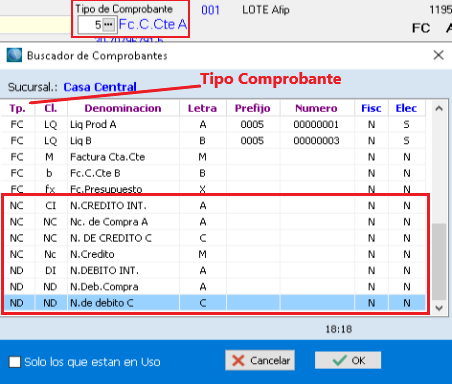 Tipo de Comprobante 001 LOTE Afip 1195
5 ... Fc.C.Cte A FC A
Buscador de Comprobantes
Sucursal.: Casa Central
Tipo Comprobante
Tp. Cl. Denominacion Letra Prefijo Numero Fisc Elec
FC LQ Liq Prod A A 0005 00000001 N S
FC LQ Liq B B 0005 00000003 N S
FC M Factura Cta.Cte M N N
FC b Fc.C.Cte B B N N
FC fx Fc.Presupuesto X N N
NC CI N.CREDITO INT. A N N
NC NC Nc. de Compra A A N N
NC NC N. DE CREDITO C C N N
NC Nc N.Credito M N N
ND DI N.DEBITO INT. A N N
ND ND N.Deb.Compra A N N
ND ND N.de debito C C N N
18:18
Solo los que estan en Uso Cancelar OK